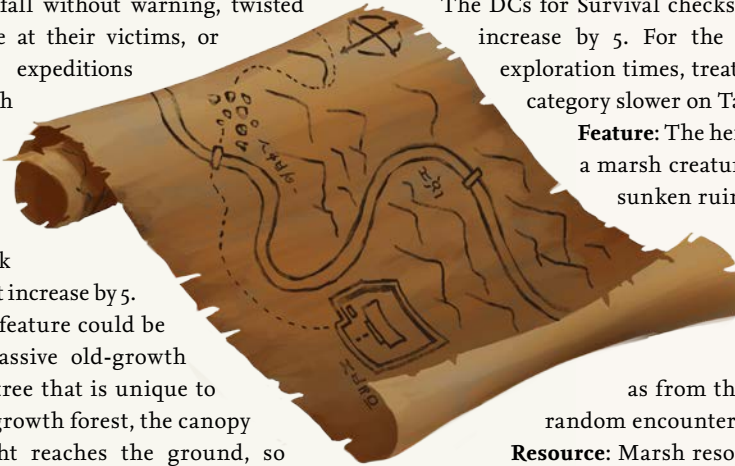 fall without warning, twisted
e at their victims, or
expeditions
h
k
t increase by 5.
feature could be
assive old-growth
tree that is unique to
growth forest, the canopy
ht reaches the ground, so
The DCs for Survival checks
increase by 5. For the
exploration times, treat
category slower on Ta
Feature: The he
a marsh creatur
sunken ruin
as from th
random encounter
Resource: Marsh reso